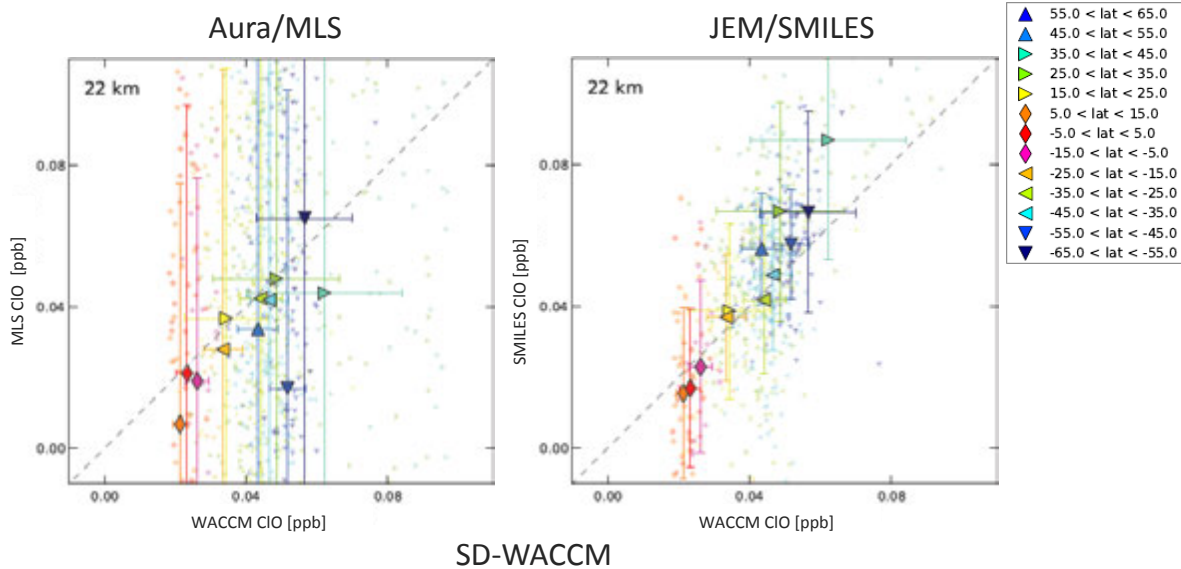 Aura/MLS
JEM/SMILES
22 km
0.08
0.04
0.00
MLS ClO [ppb]
0.00
0.04
0.08
WACCM ClO [ppb]
22 km
0.08
0.04
0.00
SMILES ClO [ppb]
0.00
0.04
0.08
WACCM ClO [ppb]
SD-WACCM
55.0 < lat < 65.0
45.0 < lat < 55.0
35.0 < lat < 45.0
25.0 < lat < 35.0
15.0 < lat < 25.0
5.0 < lat < 15.0
-5.0 < lat < 5.0
-15.0 < lat < -5.0
-25.0 < lat < -15.0
-35.0 < lat < -25.0
-45.0 < lat < -35.0
-55.0 < lat < -45.0
-65.0 < lat < -55.0